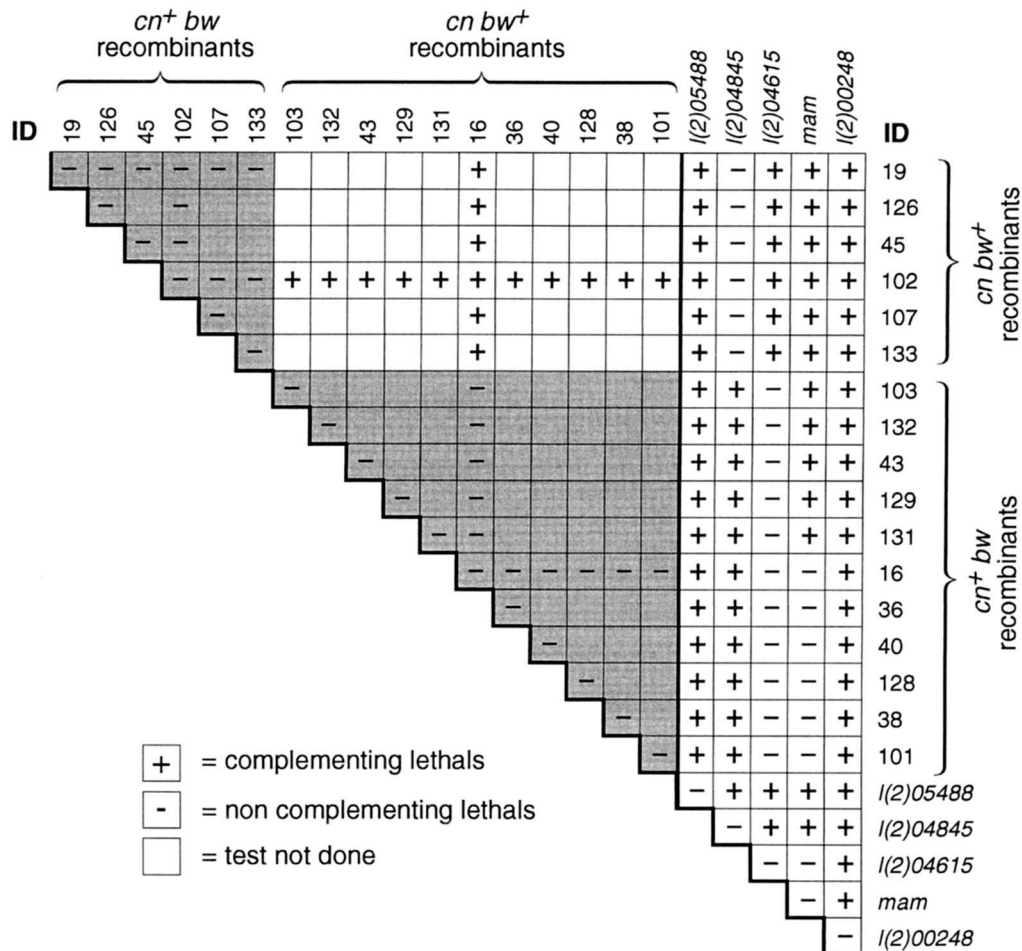 cn+ bw
recombinants
cn bw+
recombinants
l(2)05488
l(2)04845
l(2)04615
mam
l(2)00248
ID 19 126 45 102 107 133 103 132 43 129 131 16 36 40 128 38 101 ID
- - - - - - + + - + + + 19
- - + + - + + + 126
- - + + - + + + 45
- - - + + + + + + + + + + + + - + + + 102
- + + - + + + 107
- + + - + + + 133
cn bw+
recombinants
- - + + - + + 103
- - + + - + + 132
- - + + - + + 43
- - + + - + + 129
- - + + - + + 131
- - - - - - + + - - + 16
- + + - - + 36
- + + - - + 40
- + + - - + 128
- + + - - + 38
- + + - - + 101
cn+ bw
recombinants
- + + + + l(2)05488
- + + + l(2)04845
- - + l(2)04615
- + mam
- l(2)00248
+ = complementing lethals
- = non complementing lethals
= test not done